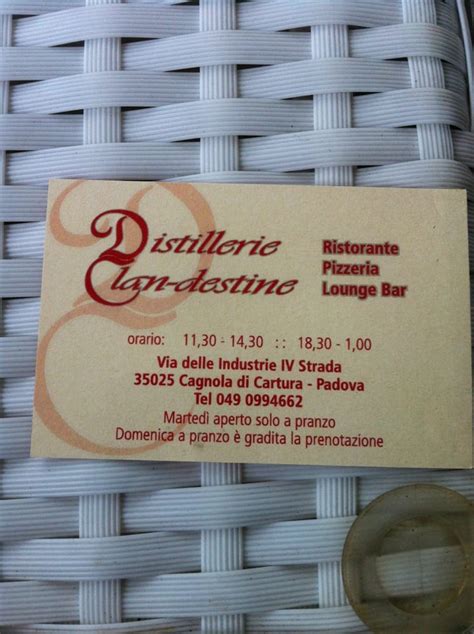 Distillerie
Clan-destine
Ristorante
Pizzeria
Lounge Bar
orario: 11,30 - 14,30 :: 18,30 - 1,00
Via delle Industrie IV Strada
35025 Cagnola di Cartura - Padova
Tel 049 0994662
Martedì aperto solo a pranzo
Domenica a pranzo è gradita la prenotazione